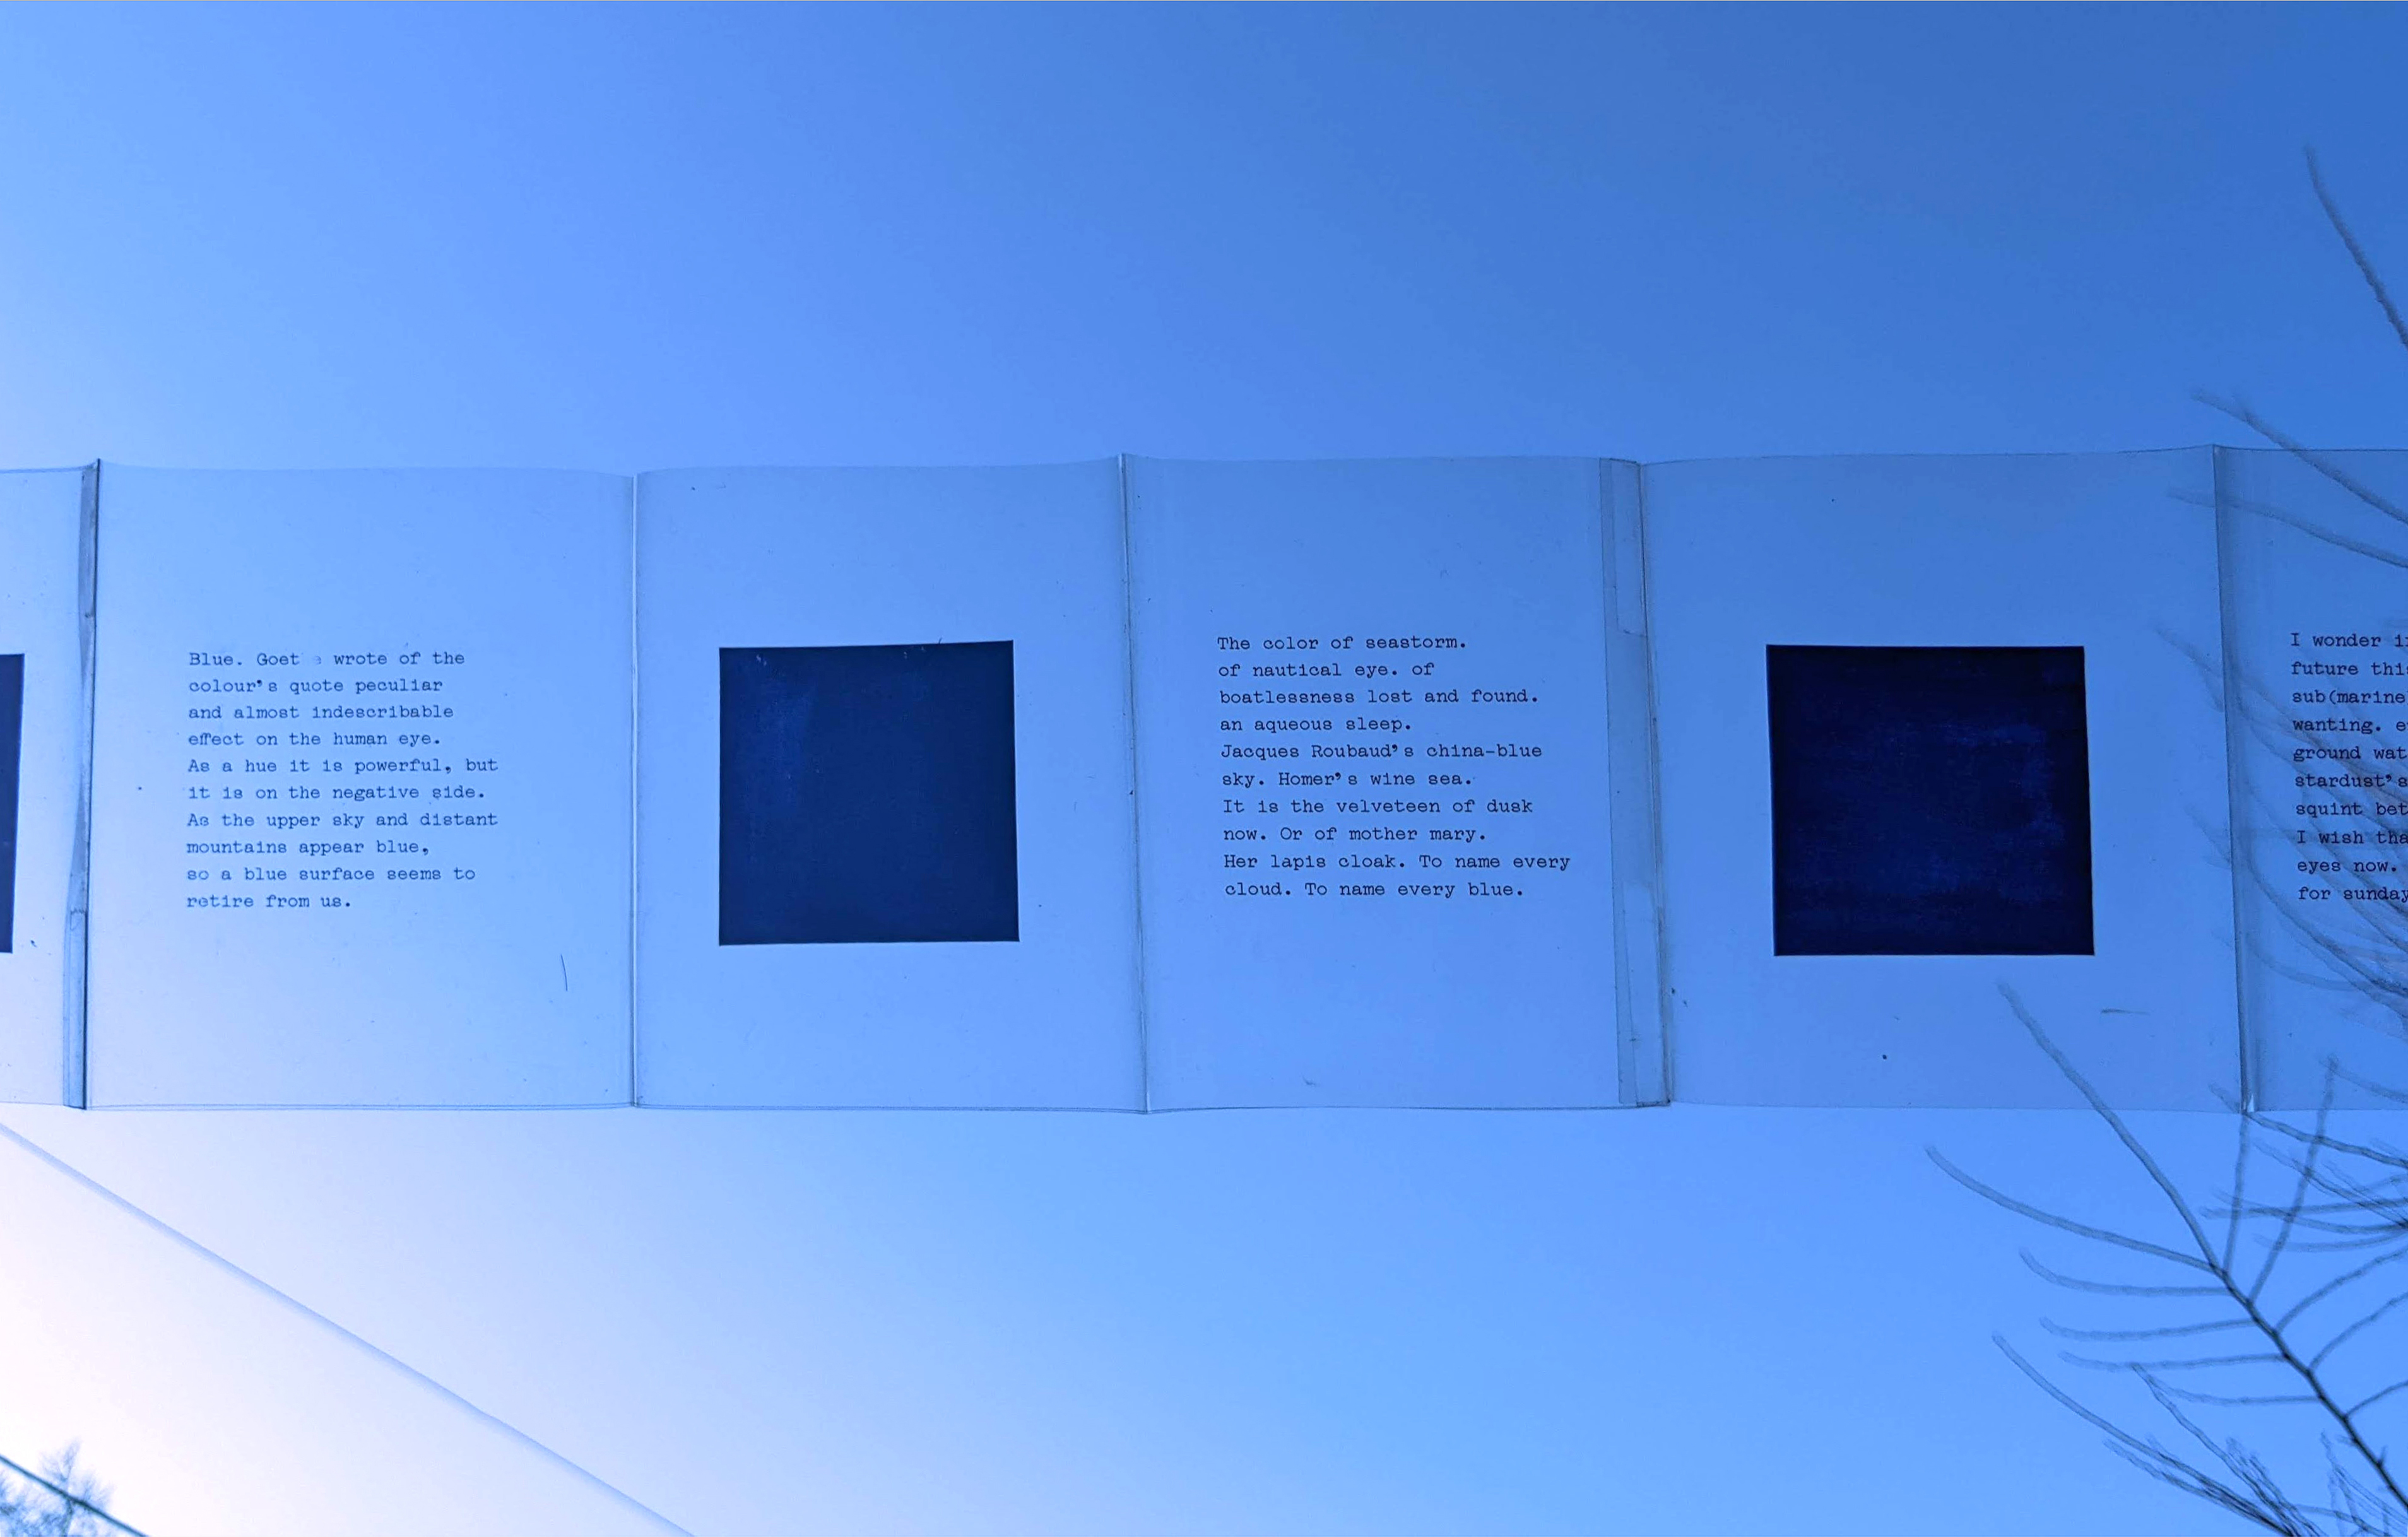 Blue. Goet e wrote of the
colour's quote peculiar
and almost indescribable
effect on the human eye.
As a hue it is powerful, but
it is on the negative side.
As the upper sky and distant
mountains appear blue,
so a blue surface seems to
retire from us.
The color of seastorm.
of nautical eye. of
boatlessness lost and found.
an aqueous sleep.
Jacques Roubaud's china-blue
sky. Homer's wine sea.
It is the velveteen of dusk
now. Or of mother mary.
Her lapis cloak. To name every
cloud. To name every blue.
I wonder
future
sub(marine
wanting.
ground
stardust's
squint
I wish
eyes now.
for